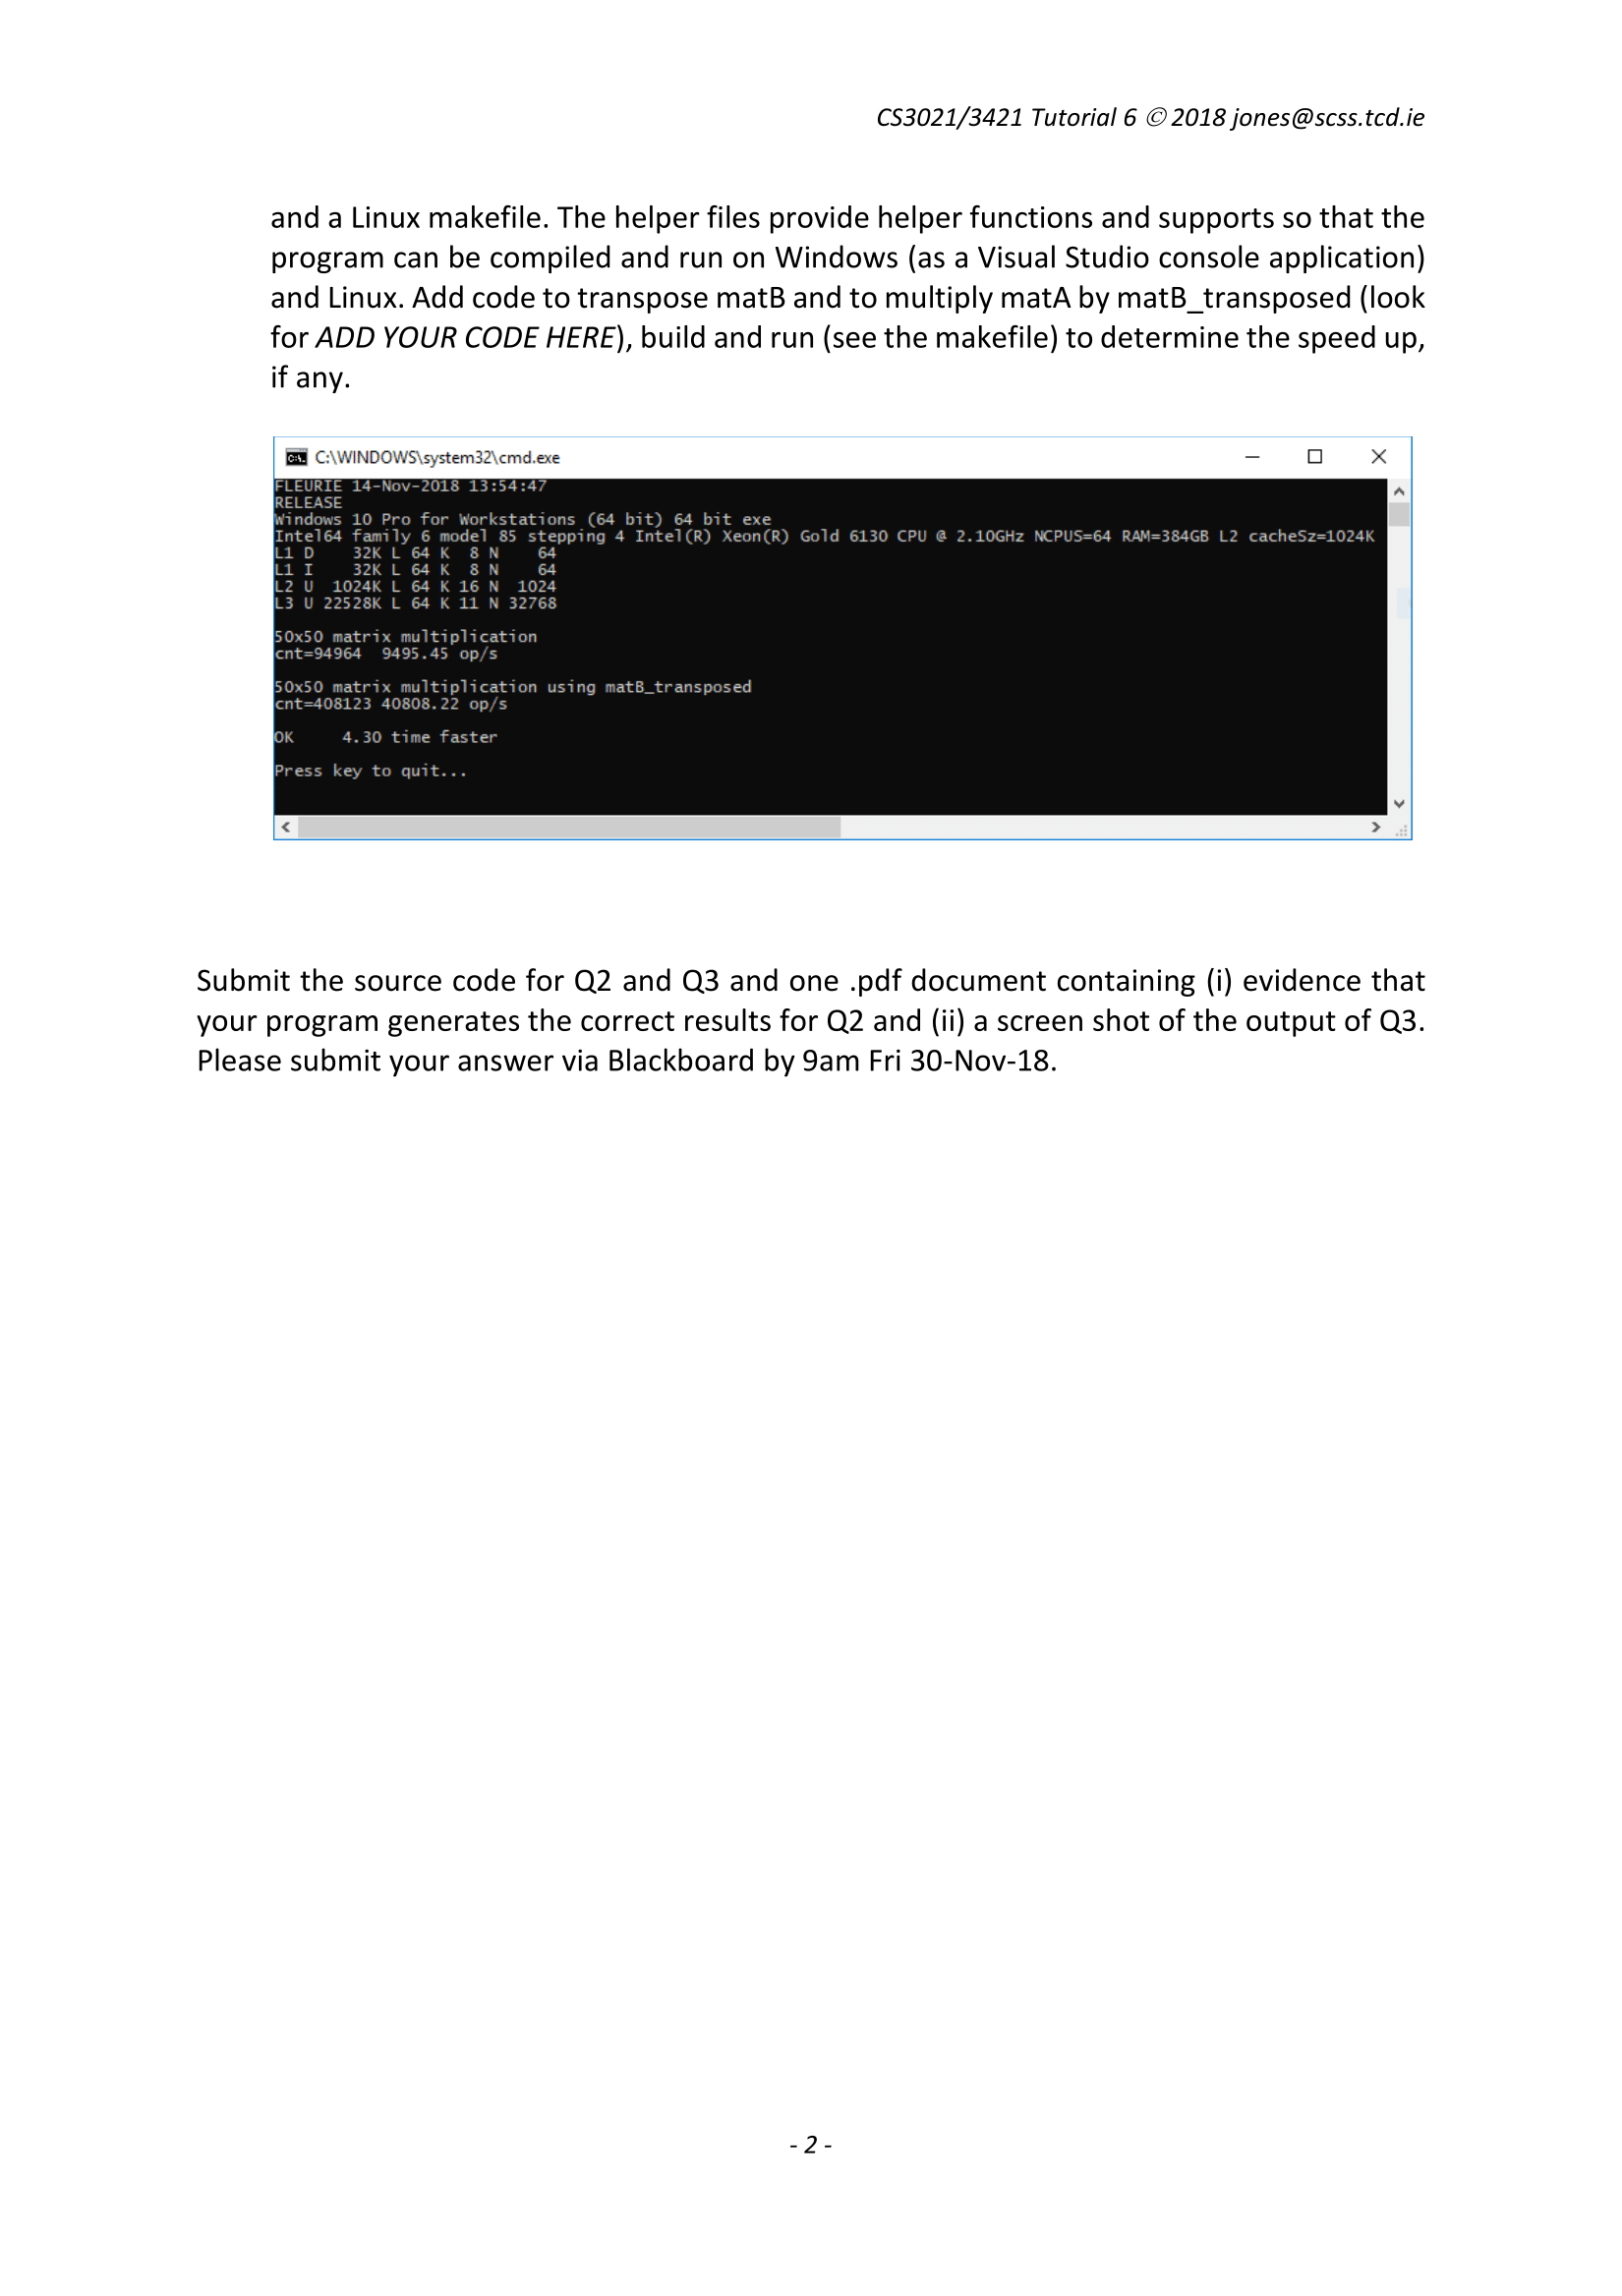 CS3021/3421 Tutorial 6 © 2018 jones@scss.tcd.ie
and a Linux makefile. The helper files provide helper functions and supports so that the
program can be compiled and run on Windows (as a Visual Studio console application)
and Linux. Add code to transpose matB and to multiply matA by matB_transposed (look
for ADD YOUR CODE HERE), build and run (see the makefile) to determine the speed up,
if any.
C:\WINDOWS\system32\cmd.exe
FLEURIE 14-Nov-2018 13:54:47
RELEASE
Windows 10 Pro for Workstations (64 bit) 64 bit exe
Intel64 family 6 model 85 stepping 4 Intel(R) Xeon(R) Gold 6130 CPU @ 2.10GHz NCPUS=64 RAM=384GB L2 cacheSz=1024K
L1 D    32K L 64 K  8 N    64
L1 I    32K L 64 K  8 N    64
L2 U  1024K L 64 K 16 N  1024
L3 U 22528K L 64 K 11 N 32768
50x50 matrix multiplication
cnt=94964  9495.45 op/s
50x50 matrix multiplication using matB_transposed
cnt=408123 40808.22 op/s
OK     4.30 time faster
Press key to quit...
Submit the source code for Q2 and Q3 and one .pdf document containing (i) evidence that
your program generates the correct results for Q2 and (ii) a screen shot of the output of Q3.
Please submit your answer via Blackboard by 9am Fri 30-Nov-18.
- 2 -